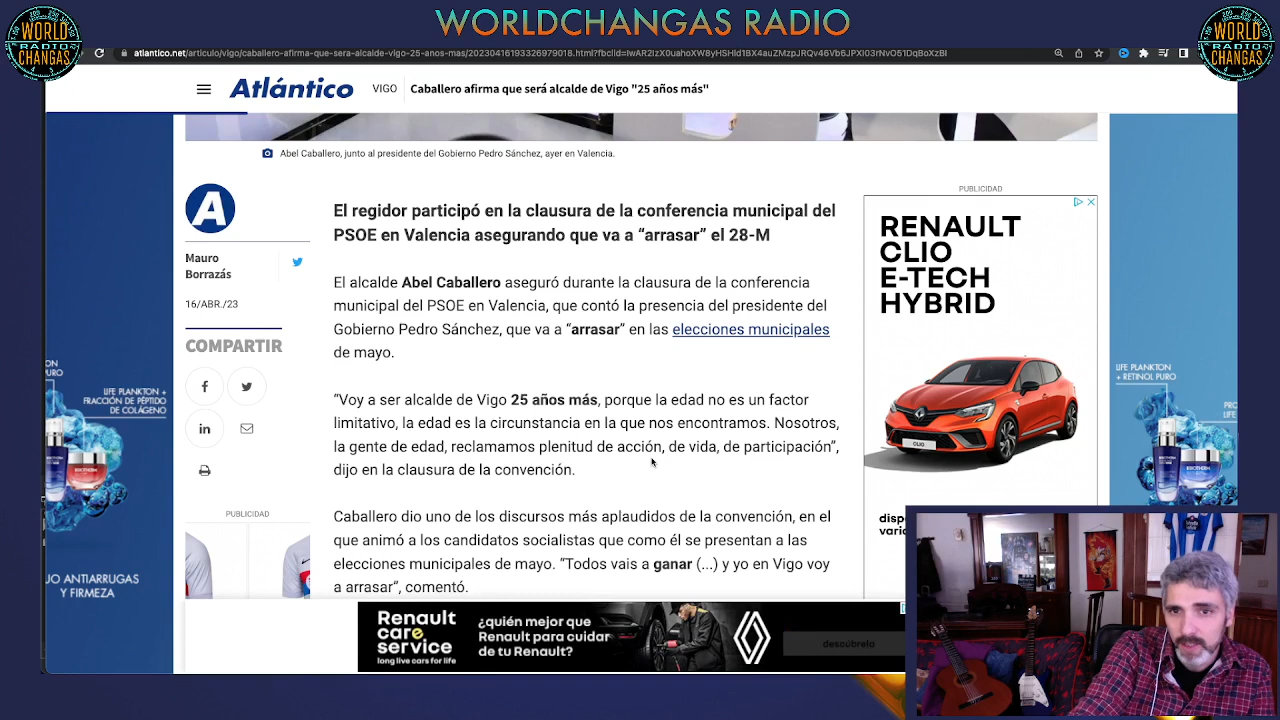 WORLDCHANGAS RADIO
WORLD
RADIO
CHANGAS
WORLD
RADIO
CHANGAS
Atlántico
VIGO
Caballero afirma que será alcalde de Vigo "25 años más"
Abel Caballero, junto al presidente del Gobierno Pedro Sánchez, ayer en Valencia.
A
Mauro
Borrazás
16/ABR./23
COMPARTIR
PUBLICIDAD
El regidor participó en la clausura de la conferencia municipal del
PSOE en Valencia asegurando que va a “arrasar” el 28-M
El alcalde Abel Caballero aseguró durante la clausura de la conferencia
municipal del PSOE en Valencia, que contó la presencia del presidente del
Gobierno Pedro Sánchez, que va a “arrasar” en las elecciones municipales
de mayo.
“Voy a ser alcalde de Vigo 25 años más, porque la edad no es un factor
limitativo, la edad es la circunstancia en la que nos encontramos. Nosotros,
la gente de edad, reclamamos plenitud de acción, de vida, de participación”,
dijo en la clausura de la convención.
Caballero dio uno de los discursos más aplaudidos de la convención, en el
que animó a los candidatos socialistas que como él se presentan a las
elecciones municipales de mayo. “Todos vais a ganar (...) y yo en Vigo voy
a arrasar”, comentó.
PUBLICIDAD
RENAULT
CLIO
E-TECH
HYBRID
CLIO
LIFE PLANKTON +
FRACCIÓN DE PÉPTIDO
DE COLÁGENO
JO ANTIARRUGAS
Y FIRMEZA
LIFE PLANKTON
+ RETINOL PURO
BIOTHERM
Renault
care
service
long live cars for life
¿quién mejor que
Renault para cuidar
de tu Renault?
descúbrelo